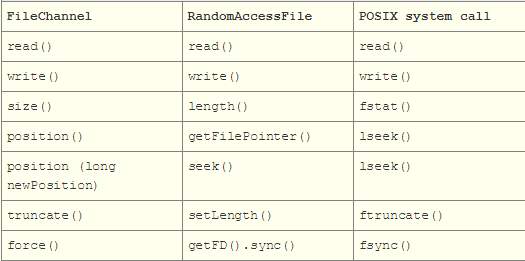 FileChannel RandomAccessFile POSIX system call
read() read() read()
write() write() write()
size() length() fstat()
position() getFilePointer() lseek()
position (long newPosition) seek() lseek()
truncate() setLength() ftruncate()
force() getFD().sync() fsync()